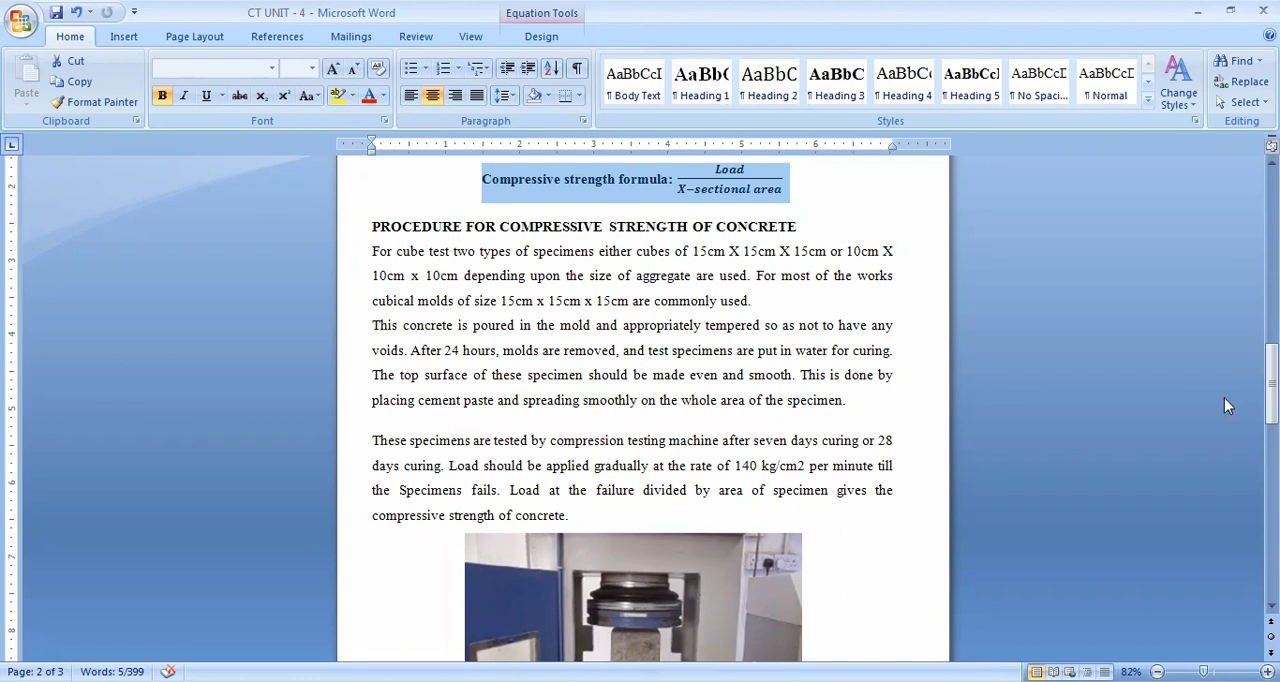 CT UNIT - 4 - Microsoft Word
Equation Tools
Home Insert Page Layout References Mailings Review View Design
Paste
Cut
Copy
Format Painter
Clipboard
Font
Paragraph
AaBbCcI AaBbC AaBbC AaBbC AaBbCc AaBbCc AaBbCcD AaBbCcD
¶ Body Text ¶ Heading 1 ¶ Heading 2 ¶ Heading 3 ¶ Heading 4 ¶ Heading 5 ¶ No Spaci... ¶ Normal
Change Styles
Styles
Find
Replace
Select
Editing
1 2 3 4 5 6
Compressive strength formula: Load
X−sectional area
PROCEDURE FOR COMPRESSIVE STRENGTH OF CONCRETE
For cube test two types of specimens either cubes of 15cm X 15cm X 15cm or 10cm X
10cm x 10cm depending upon the size of aggregate are used. For most of the works
cubical molds of size 15cm x 15cm x 15cm are commonly used.
This concrete is poured in the mold and appropriately tempered so as not to have any
voids. After 24 hours, molds are removed, and test specimens are put in water for curing.
The top surface of these specimen should be made even and smooth. This is done by
placing cement paste and spreading smoothly on the whole area of the specimen.
These specimens are tested by compression testing machine after seven days curing or 28
days curing. Load should be applied gradually at the rate of 140 kg/cm2 per minute till
the Specimens fails. Load at the failure divided by area of specimen gives the
compressive strength of concrete.
Page: 2 of 3 Words: 5/399 82%